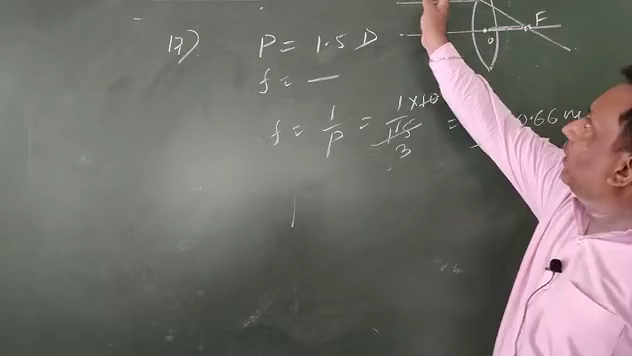 17) P = 1.5 D
F
O
f = —
f = 1/P = 1 × 10 / 15 = 0.66 m
3